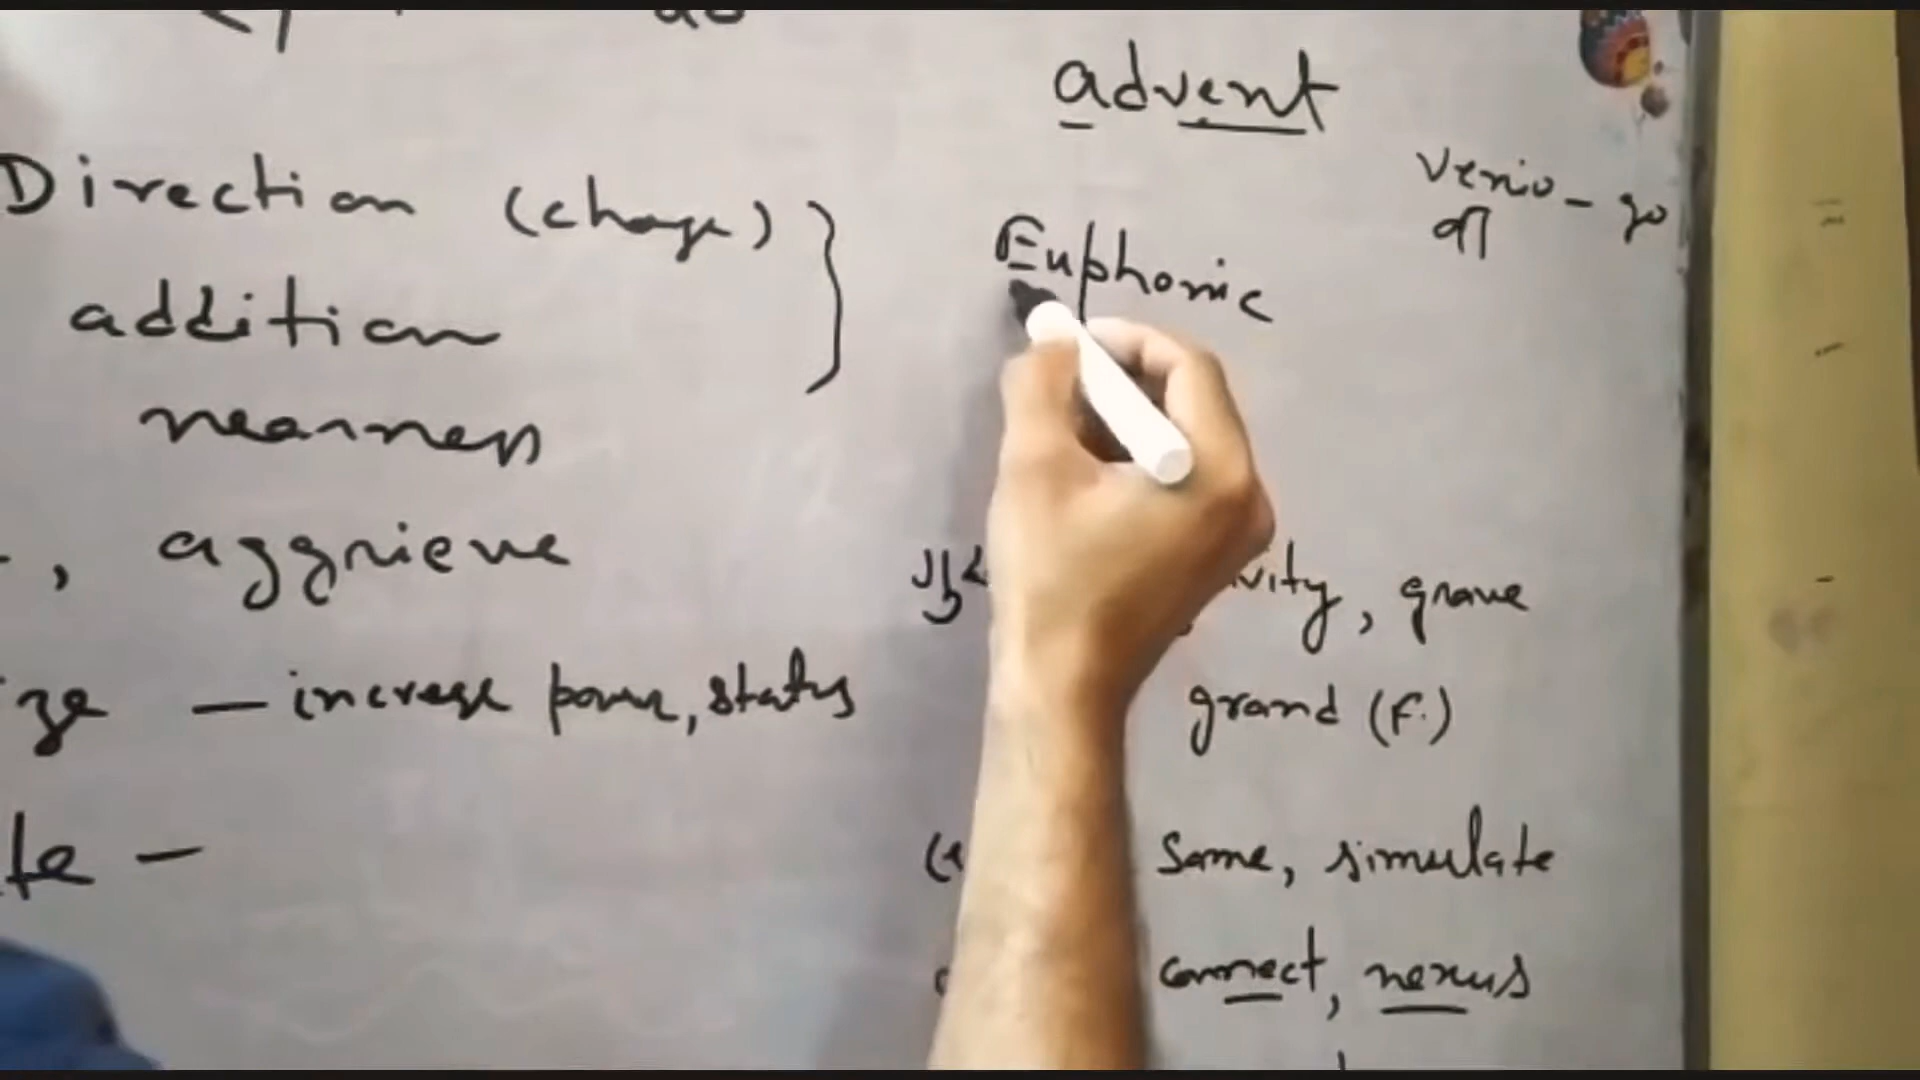 advent
Direction (change)
venio - go
Euphonic
addition
nearness
, aggrieve
vity, grave
ze - increase power, status
grand (F.)
te -
same, simulate
connect, nexus